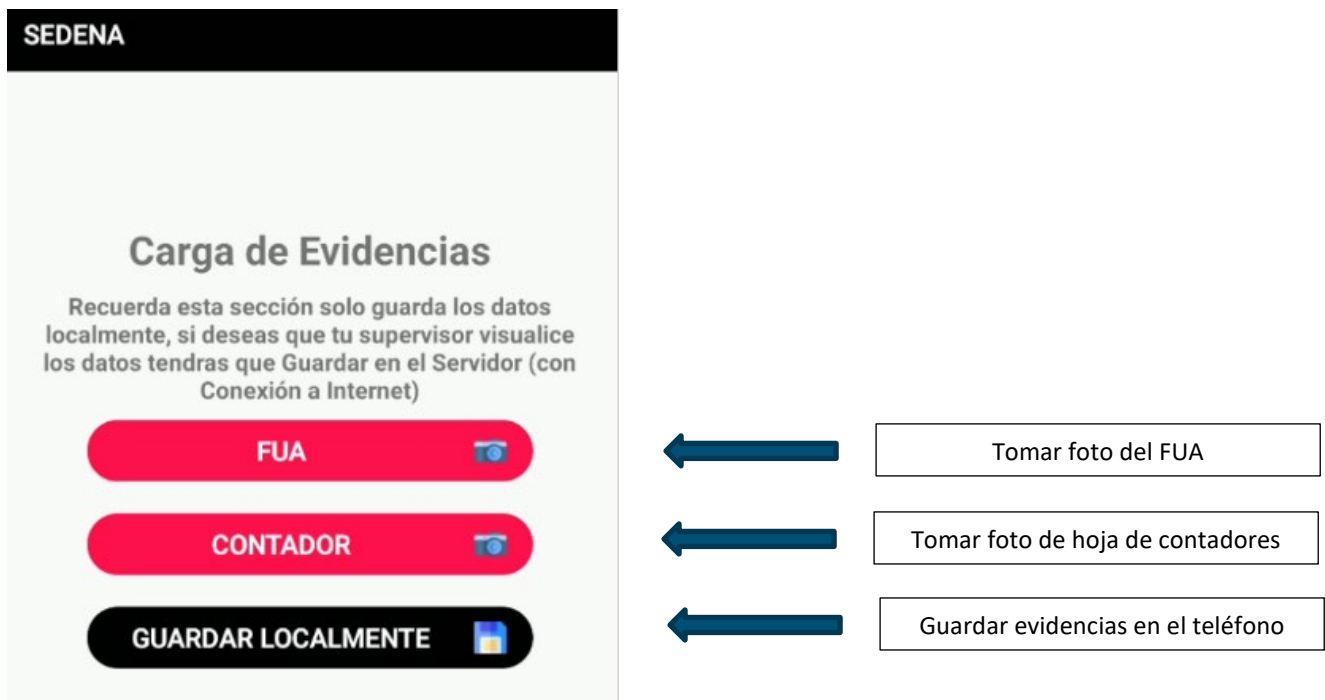 SEDENA
Carga de Evidencias
Recuerda esta sección solo guarda los datos
localmente, si deseas que tu supervisor visualice
los datos tendras que Guardar en el Servidor (con
Conexión a Internet)
FUA
Tomar foto del FUA
CONTADOR
Tomar foto de hoja de contadores
GUARDAR LOCALMENTE
Guardar evidencias en el teléfono